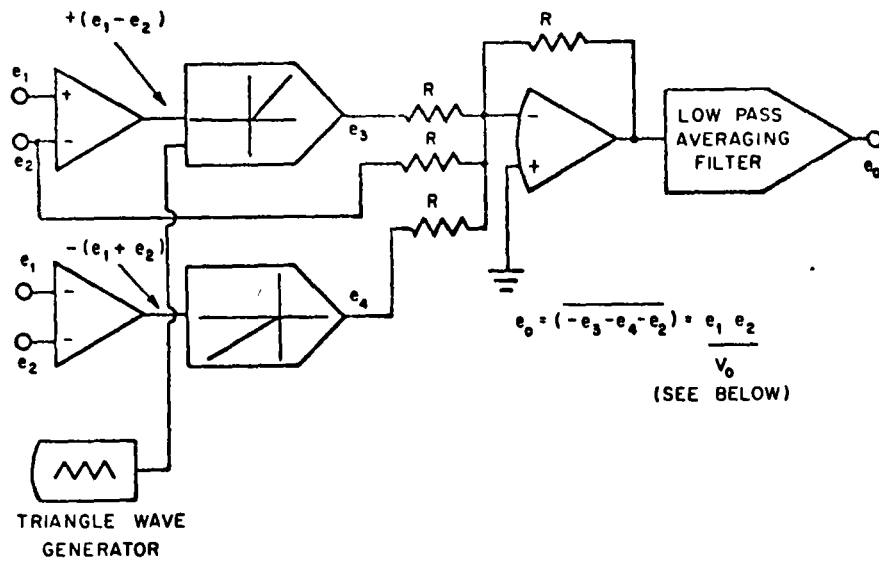 +(e₁-e₂)
e₁
+
e₂
-
e₃
R
R
R
R
-
+
LOW PASS
AVERAGING
FILTER
e₀
-(e₁+e₂)
e₁
-
e₂
-
e₄
e₀ = (-e₃-e₄-e₂) = e₁ e₂
V₀
(SEE BELOW)
TRIANGLE WAVE
GENERATOR